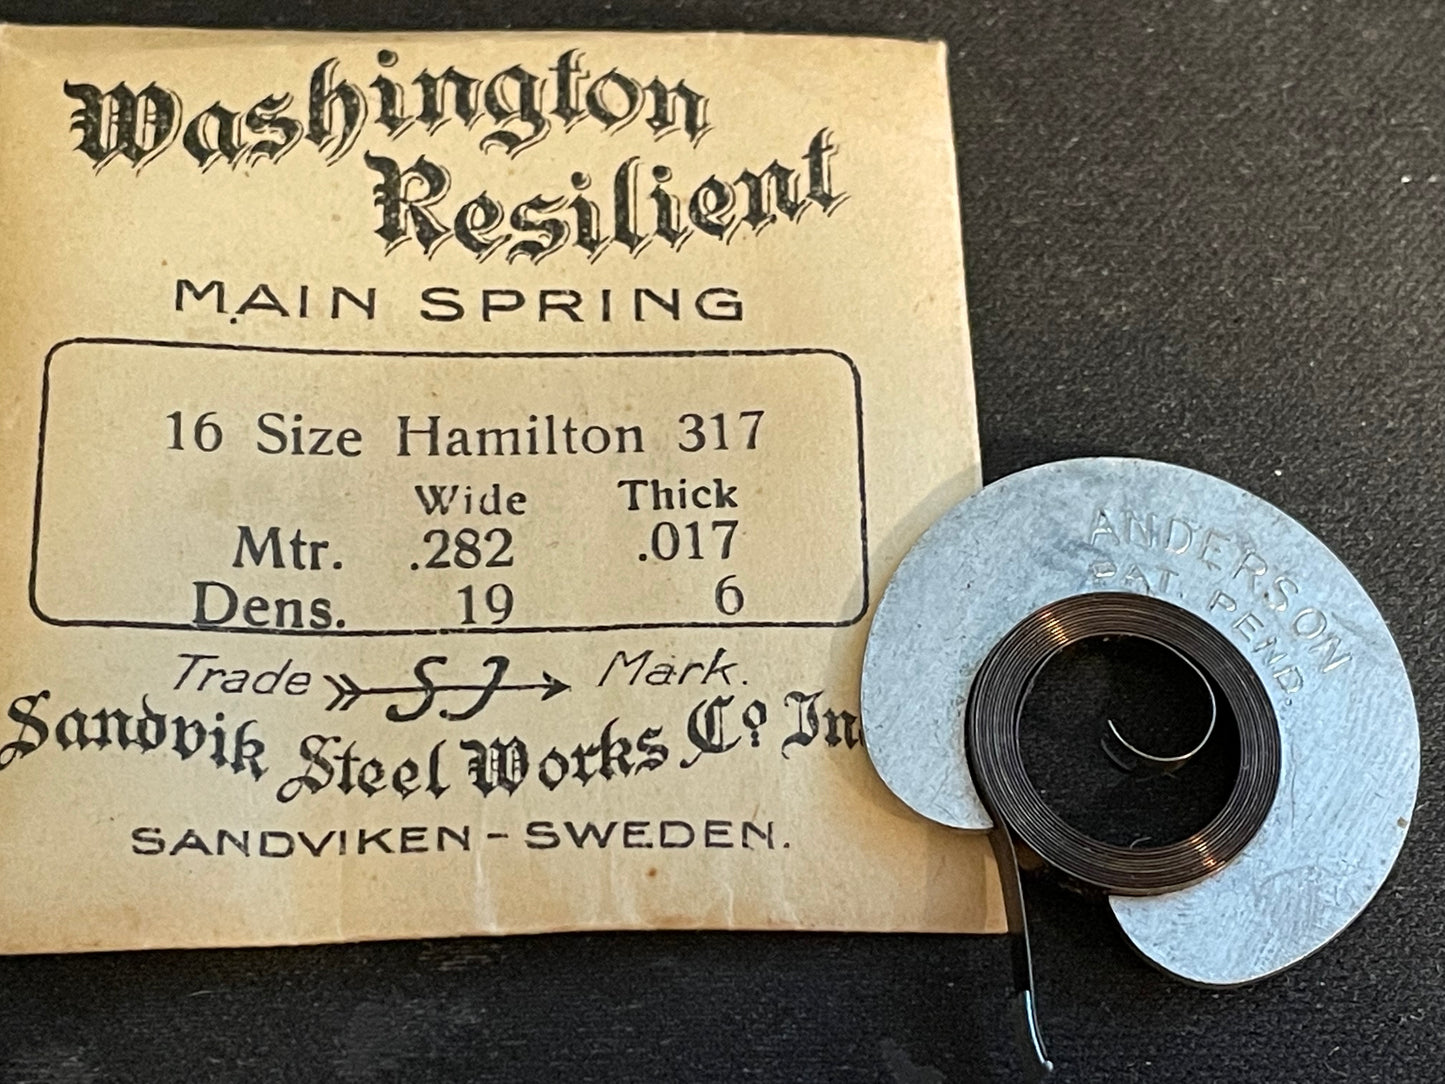 Washington
Resilient
MAIN SPRING
16 Size Hamilton 317
Wide Thick
Mtr. .282 .017
Dens. 19 6
Trade S.J Mark.
Sandvik Steel Works Co. In
SANDVIKEN - SWEDEN.
ANDERSON
PAT. PEND.